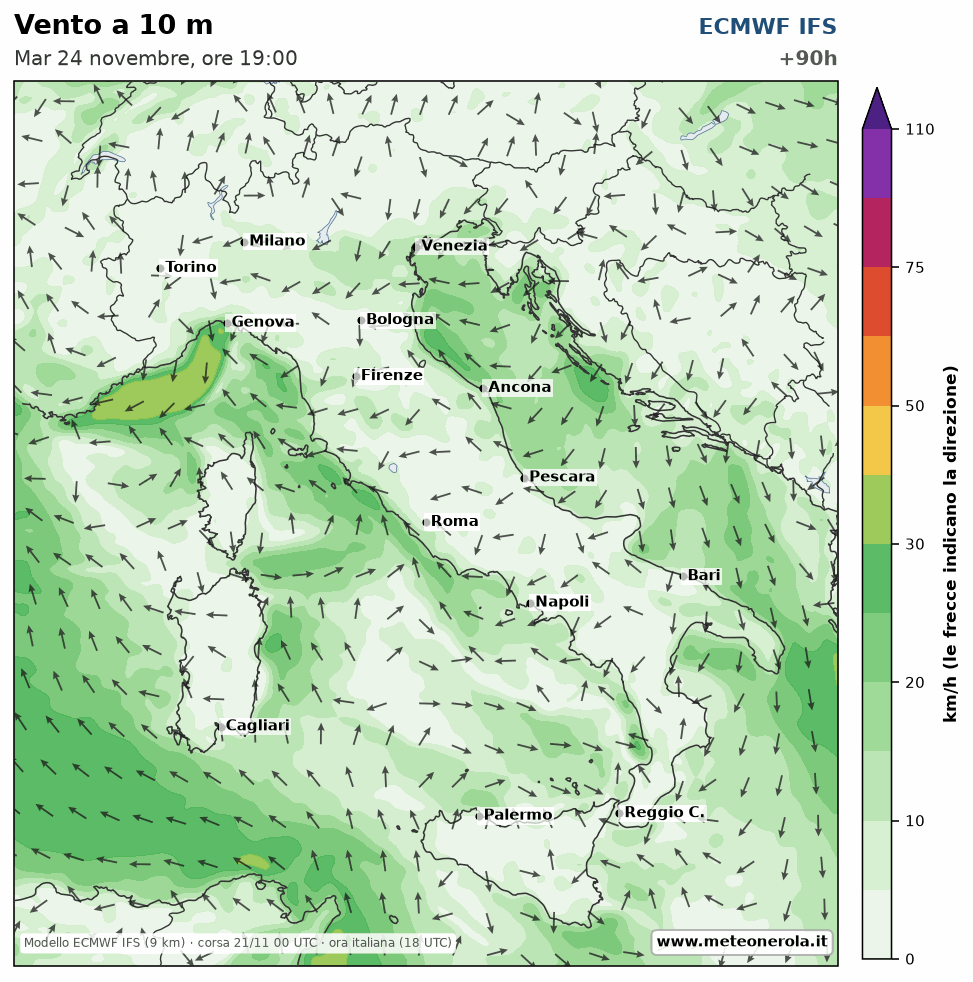 Vento a 10 m
ECMWF IFS
Mar 24 novembre, ore 19:00
+90h
110
75
50
30
20
10
0
km/h (le frecce indicano la direzione)
Milano
Venezia
Torino
Genova
Bologna
Firenze
Ancona
Pescara
Roma
Bari
Napoli
Cagliari
Palermo
Reggio C.
Modello ECMWF IFS (9 km) · corsa 21/11 00 UTC · ora italiana (18 UTC)
www.meteonerola.it